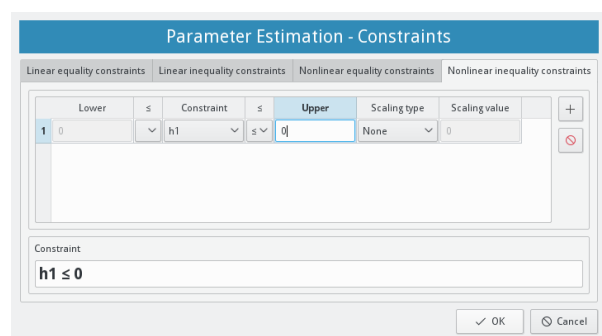 Parameter Estimation - Constraints
Linear equality constraints Linear inequality constraints Nonlinear equality constraints Nonlinear inequality constraints
Lower ≤ Constraint ≤ Upper Scaling type Scaling value
1 0 h1 ≤ 0 None 0
Constraint
h1 ≤ 0
OK Cancel